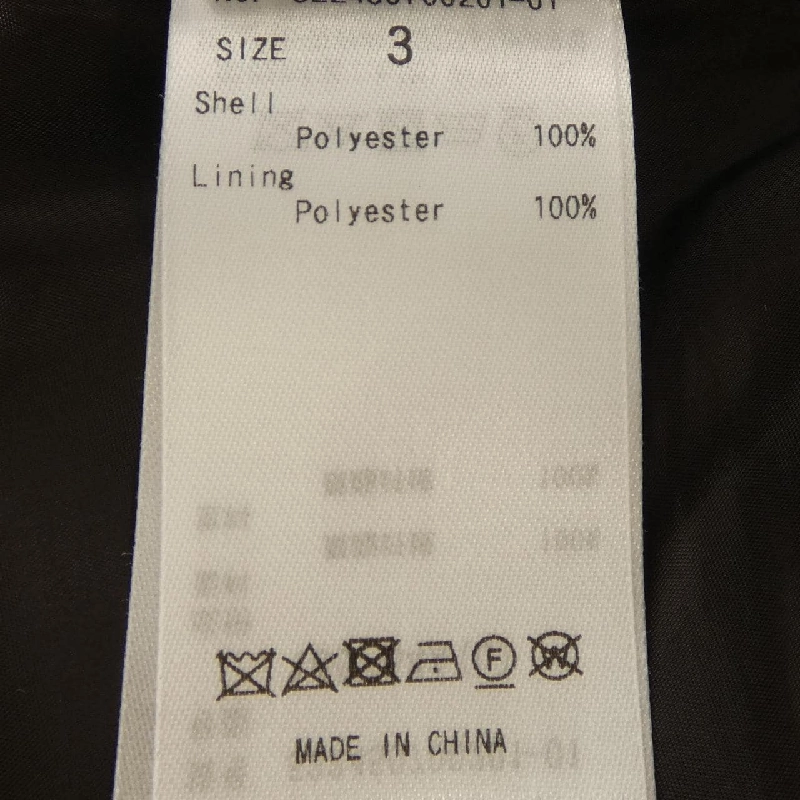 SIZE 3
Shell
Polyester 100%
Lining
Polyester 100%
F W
MADE IN CHINA